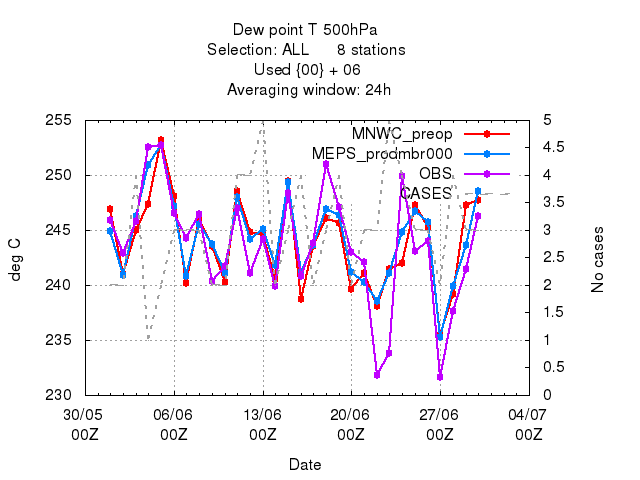 Dew point T 500hPa
Selection: ALL 8 stations
Used {00} + 06
Averaging window: 24h
255
250
245
240
235
230
deg C
5
4.5
4
3.5
3
2.5
2
1.5
1
0.5
0
No cases
MNWC_preop
MEPS_prodmbr000
OBS
CASES
30/05 06/06 13/06 20/06 27/06 04/07
00Z 00Z 00Z 00Z 00Z 00Z
Date